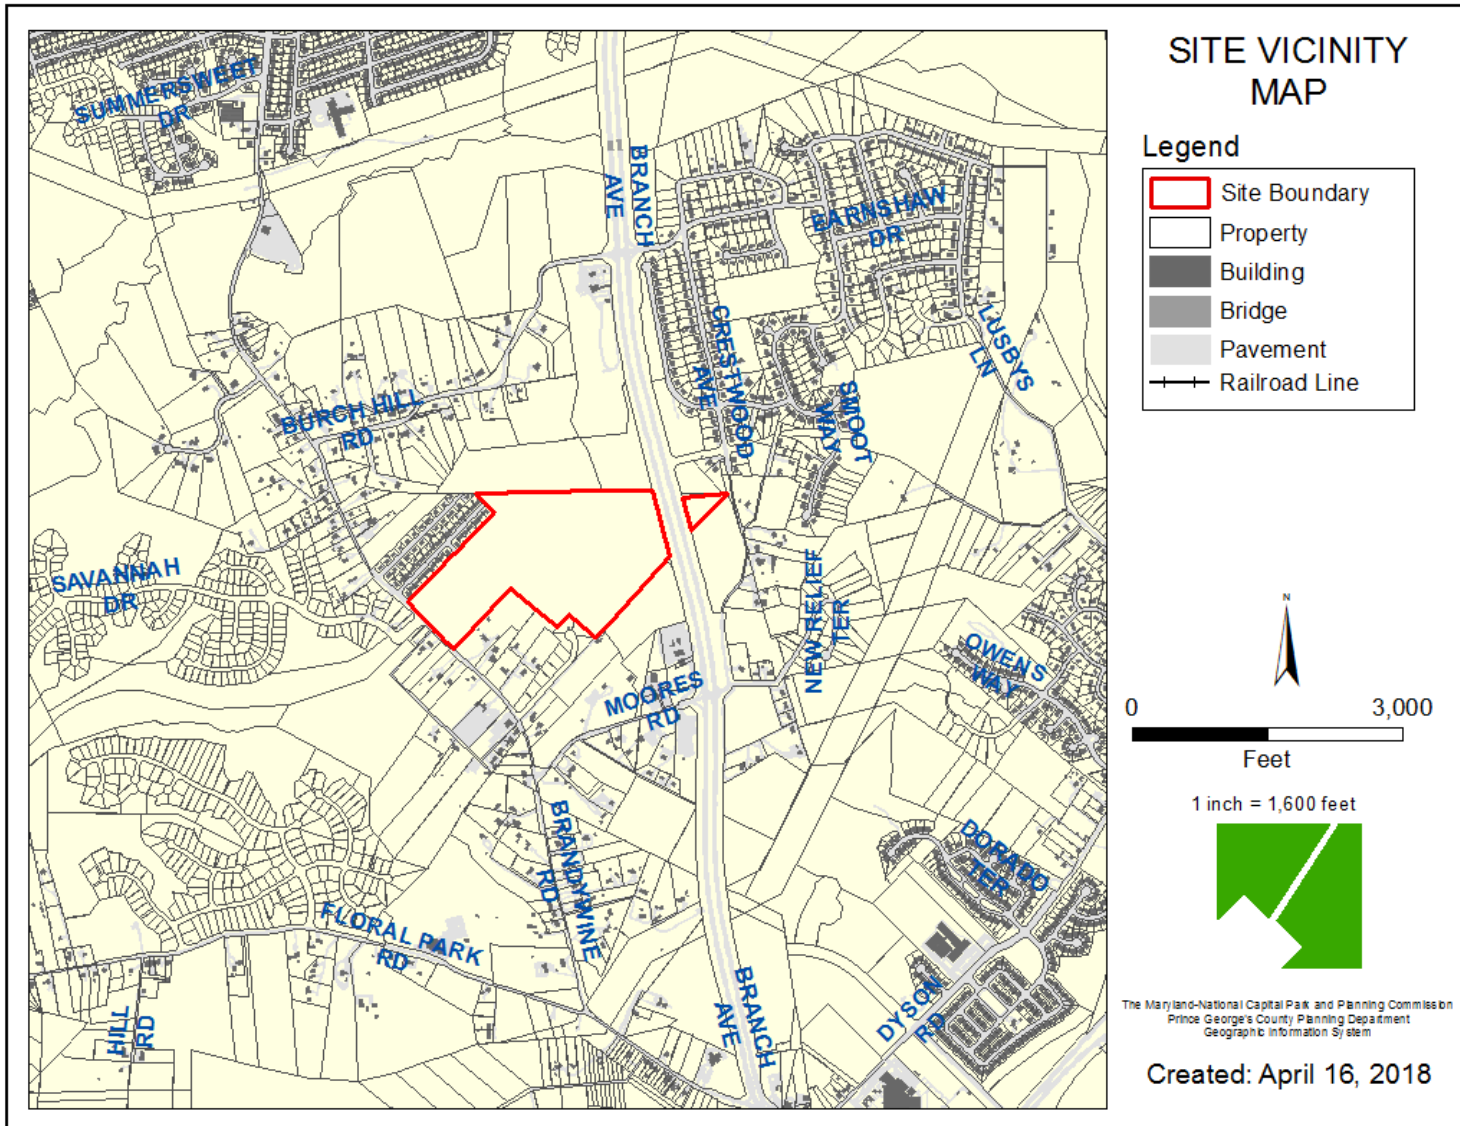 SUMMERSWEET
DR
BRANCH
AVE
EARNSHAW
DR
CRESTWOOD
AVE
LUSBYS
LN
BURCH HILL
RD
SMOOT
WAY
SAVANNAH
DR
NEW RELIEF
TER
OWENS
WAY
MOORES
RD
BRANDYWINE
RD
DORADO
TER
FLORAL PARK
RD
BRANCH
AVE
DYSON
RD
HILL
RD
SITE VICINITY
MAP
Legend
Site Boundary
Property
Building
Bridge
Pavement
Railroad Line
N
0 3,000
Feet
1 inch = 1,600 feet
The Maryland-National Capital Park and Planning Commission
Prince George's County Planning Department
Geographic Information System
Created: April 16, 2018